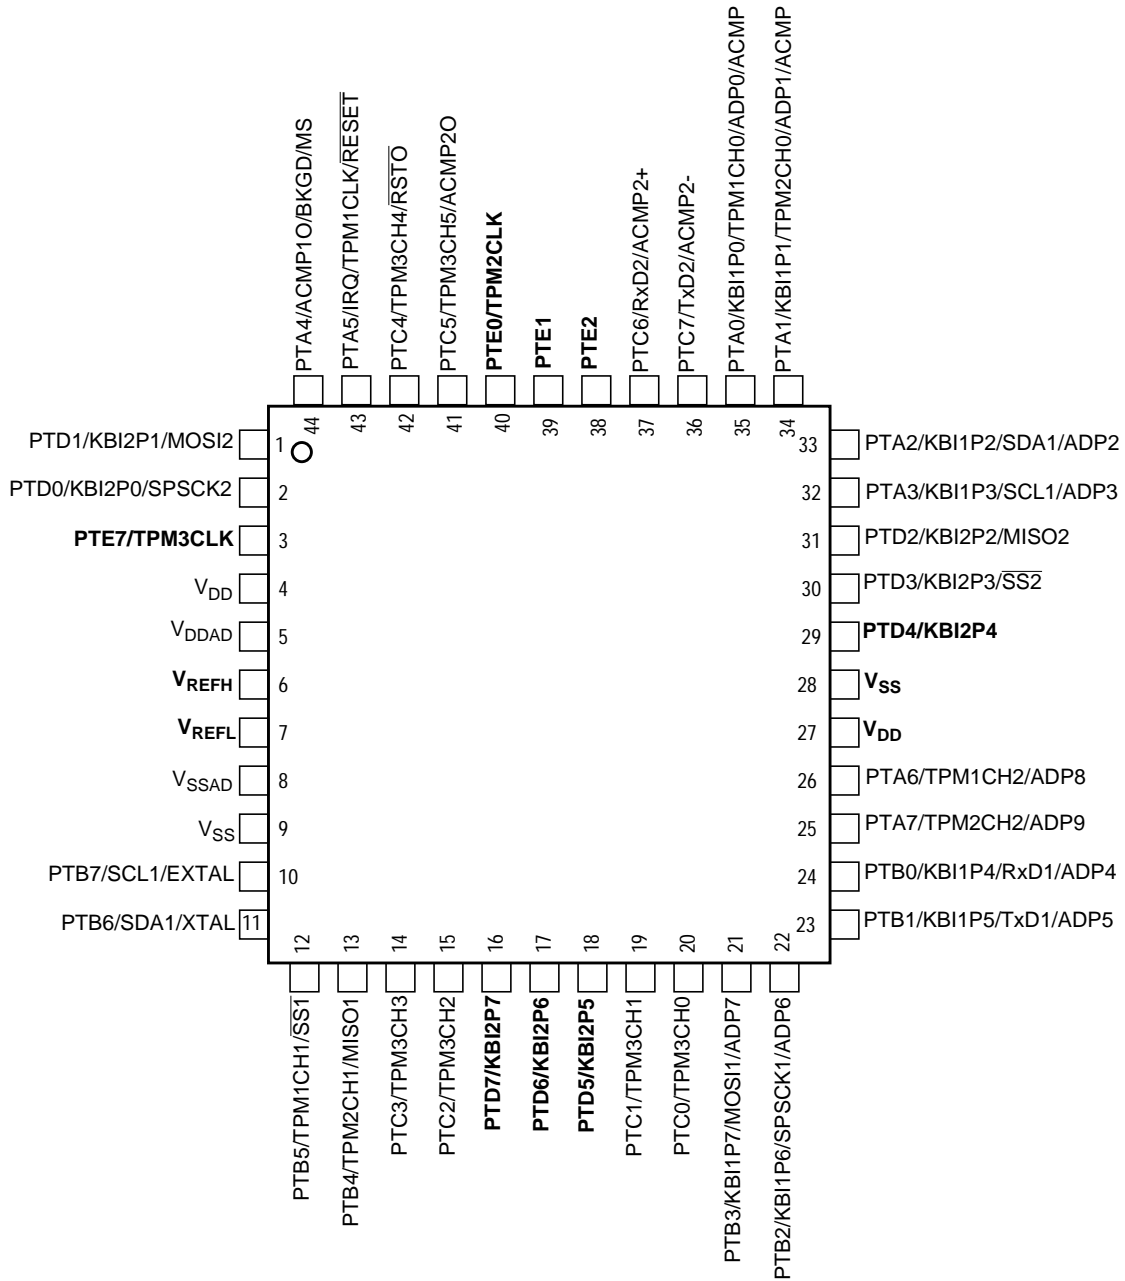 PTA4/ACMP1O/BKGD/MS
PTA5/IRQ/TPM1CLK/RESET
PTC4/TPM3CH4/RSTO
PTC5/TPM3CH5/ACMP2O
PTE0/TPM2CLK
PTE1
PTE2
PTC6/RxD2/ACMP2+
PTC7/TxD2/ACMP2-
PTA0/KBI1P0/TPM1CH0/ADP0/ACMP
PTA1/KBI1P1/TPM2CH0/ADP1/ACMP
44
43
42
41
40
39
38
37
36
35
34
PTD1/KBI2P1/MOSI2 1
PTD0/KBI2P0/SPSCK2 2
PTE7/TPM3CLK 3
VDD 4
VDDAD 5
VREFH 6
VREFL 7
VSSAD 8
VSS 9
PTB7/SCL1/EXTAL 10
PTB6/SDA1/XTAL 11
33 PTA2/KBI1P2/SDA1/ADP2
32 PTA3/KBI1P3/SCL1/ADP3
31 PTD2/KBI2P2/MISO2
30 PTD3/KBI2P3/SS2
29 PTD4/KBI2P4
28 VSS
27 VDD
26 PTA6/TPM1CH2/ADP8
25 PTA7/TPM2CH2/ADP9
24 PTB0/KBI1P4/RxD1/ADP4
23 PTB1/KBI1P5/TxD1/ADP5
12
13
14
15
16
17
18
19
20
21
22
PTB5/TPM1CH1/SS1
PTB4/TPM2CH1/MISO1
PTC3/TPM3CH3
PTC2/TPM3CH2
PTD7/KBI2P7
PTD6/KBI2P6
PTD5/KBI2P5
PTC1/TPM3CH1
PTC0/TPM3CH0
PTB3/KBI1P7/MOSI1/ADP7
PTB2/KBI1P6/SPSCK1/ADP6